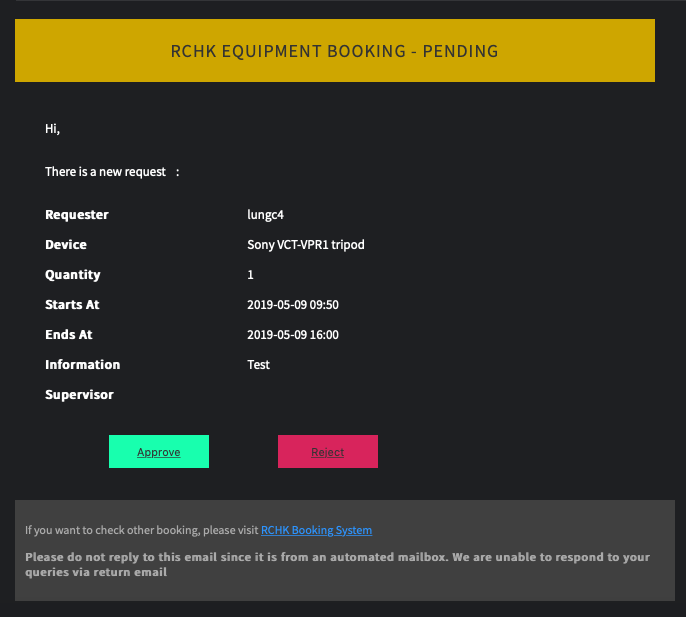 RCHK EQUIPMENT BOOKING - PENDING
Hi,
There is a new request :
Requester lungc4
Device Sony VCT-VPR1 tripod
Quantity 1
Starts At 2019-05-09 09:50
Ends At 2019-05-09 16:00
Information Test
Supervisor
Approve Reject
If you want to check other booking, please visit RCHK Booking System
Please do not reply to this email since it is from an automated mailbox. We are unable to respond to your
queries via return email